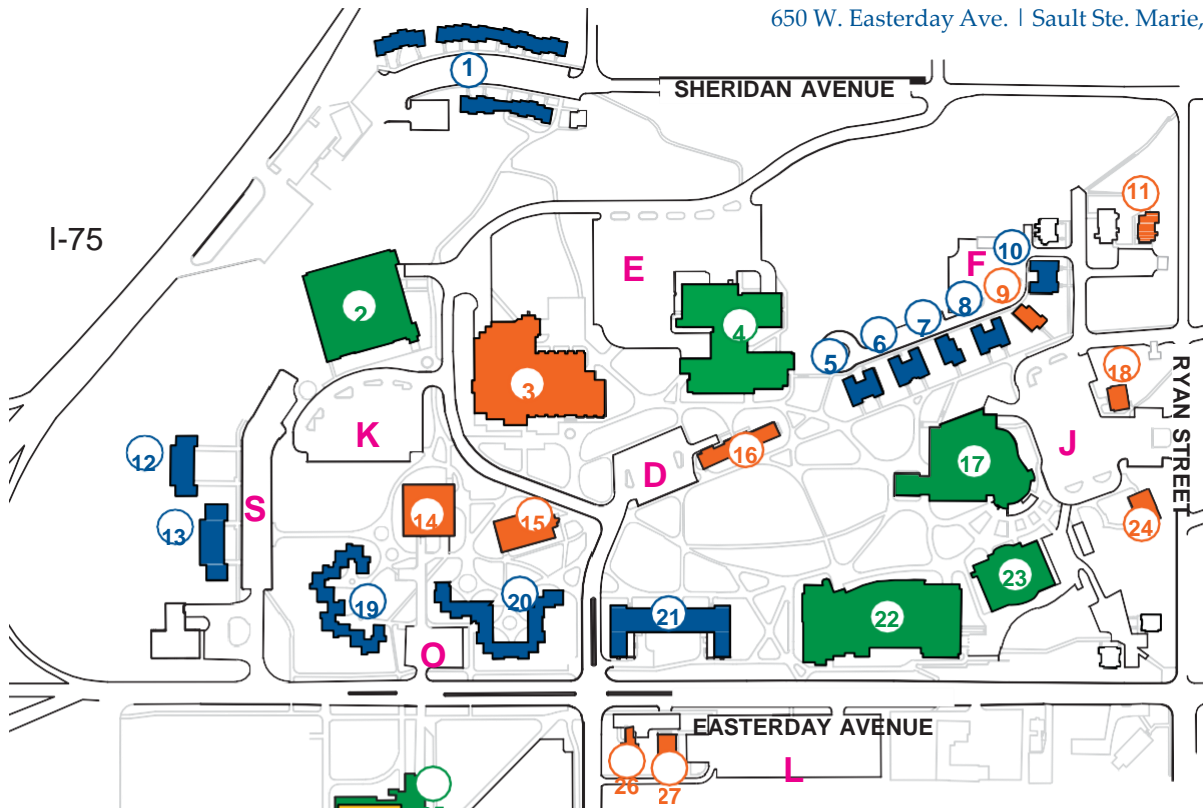 650 W. Easterday Ave. | Sault Ste. Marie,
1
SHERIDAN AVENUE
11
I-75
10
E
F
9
2
8
7
4
6
5
3
18
RYAN STREET
K
J
16
12
17
D
S
14
15
24
13
23
19
20
21
22
O
EASTERDAY AVENUE
L
26
27